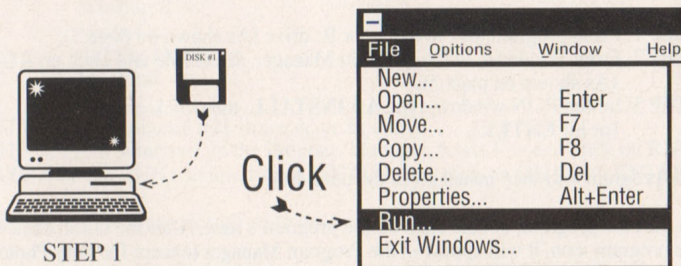 DISK #1
STEP 1
Click
File Opitions Window Help
New...
Open... Enter
Move... F7
Copy... F8
Delete... Del
Properties... Alt+Enter
Run...
Exit Windows...